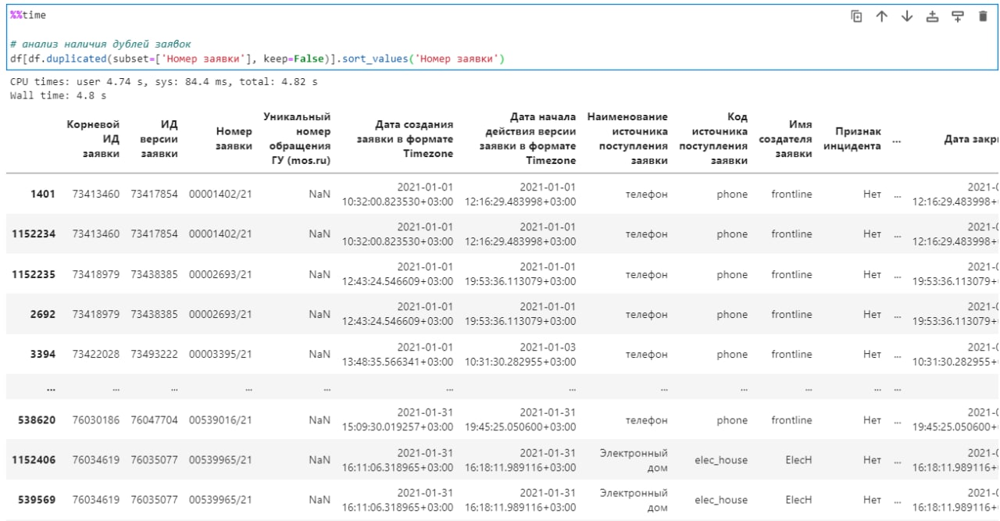 %%time
# анализ наличия дублей заявок
df[df.duplicated(subset=['Номер заявки'], keep=False)].sort_values('Номер заявки')
CPU times: user 4.74 s, sys: 84.4 ms, total: 4.82 s
Wall time: 4.8 s
Корневой ИД заявки ИД версии заявки Номер заявки Уникальный номер обращения ГУ (mos.ru) Дата создания заявки в формате Timezone Дата начала действия версии заявки в формате Timezone Наименование источника поступления заявки Код источника поступления заявки Имя создателя заявки Признак инцидента ... Дата закр
1401 73413460 73417854 00001402/21 NaN 2021-01-01 10:32:00.823530+03:00 2021-01-01 12:16:29.483998+03:00 телефон phone frontline Нет ... 2021-0 12:16:29.483998+
1152234 73413460 73417854 00001402/21 NaN 2021-01-01 10:32:00.823530+03:00 2021-01-01 12:16:29.483998+03:00 телефон phone frontline Нет ... 2021-0 12:16:29.483998+
1152235 73418979 73438385 00002693/21 NaN 2021-01-01 12:43:24.546609+03:00 2021-01-01 19:53:36.113079+03:00 телефон phone frontline Нет ... 2021-0 19:53:36.113079+
2692 73418979 73438385 00002693/21 NaN 2021-01-01 12:43:24.546609+03:00 2021-01-01 19:53:36.113079+03:00 телефон phone frontline Нет ... 2021-0 19:53:36.113079+
3394 73422028 73493222 00003395/21 NaN 2021-01-01 13:48:35.566341+03:00 2021-01-03 10:31:30.282955+03:00 телефон phone frontline Нет ... 2021-0 10:31:30.282955+
... ... ... ... ... ... ... ... ... ... ... ...
538620 76030186 76047704 00539016/21 NaN 2021-01-31 15:09:30.019257+03:00 2021-01-31 19:45:25.050600+03:00 телефон phone frontline Нет ... 2021-0 19:45:25.050600+
1152406 76034619 76035077 00539965/21 NaN 2021-01-31 16:11:06.318965+03:00 2021-01-31 16:18:11.989116+03:00 Электронный дом elec_house ElecH Нет ... 2021-0 16:18:11.989116+
539569 76034619 76035077 00539965/21 NaN 2021-01-31 16:11:06.318965+03:00 2021-01-31 16:18:11.989116+03:00 Электронный дом elec_house ElecH Нет ... 2021-0 16:18:11.989116+